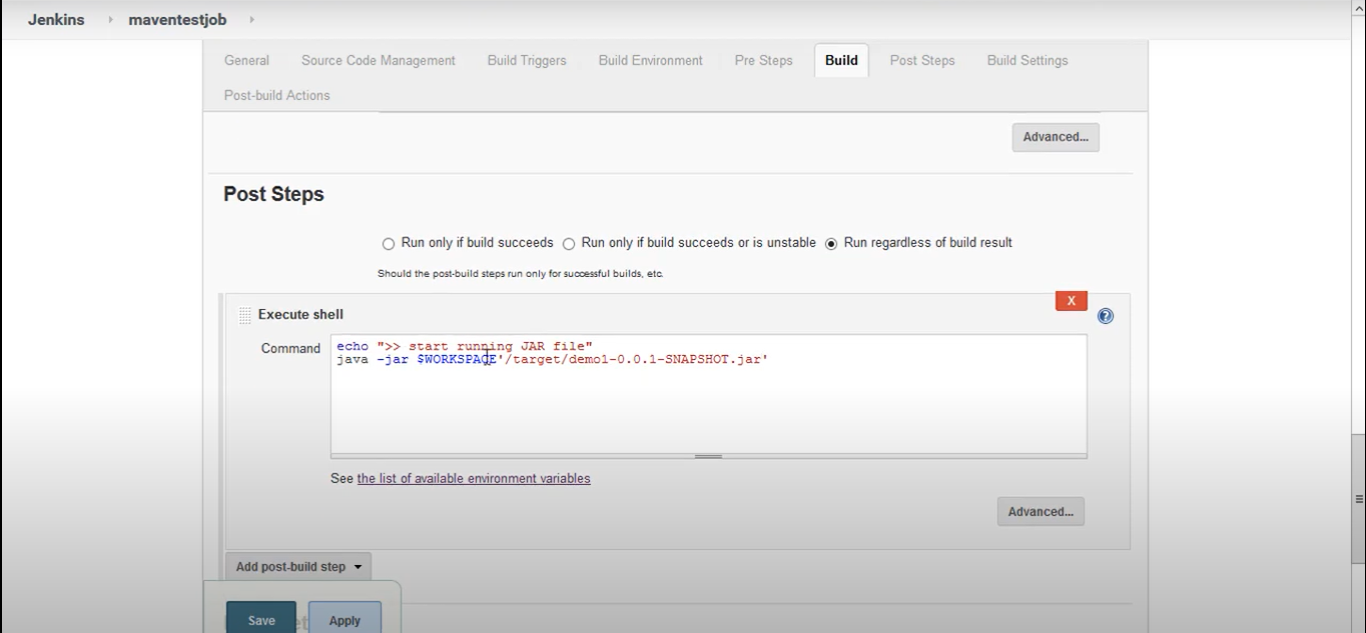 Jenkins maventestjob
General Source Code Management Build Triggers Build Environment Pre Steps Build Post Steps Build Settings
Post-build Actions
Advanced...
Post Steps
Run only if build succeeds Run only if build succeeds or is unstable Run regardless of build result
Should the post-build steps run only for successful builds, etc.
X
Execute shell
Command
echo ">> start running JAR file"
java -jar $WORKSPACE'/target/demo1-0.0.1-SNAPSHOT.jar'
See the list of available environment variables
Advanced...
Add post-build step
Save Apply